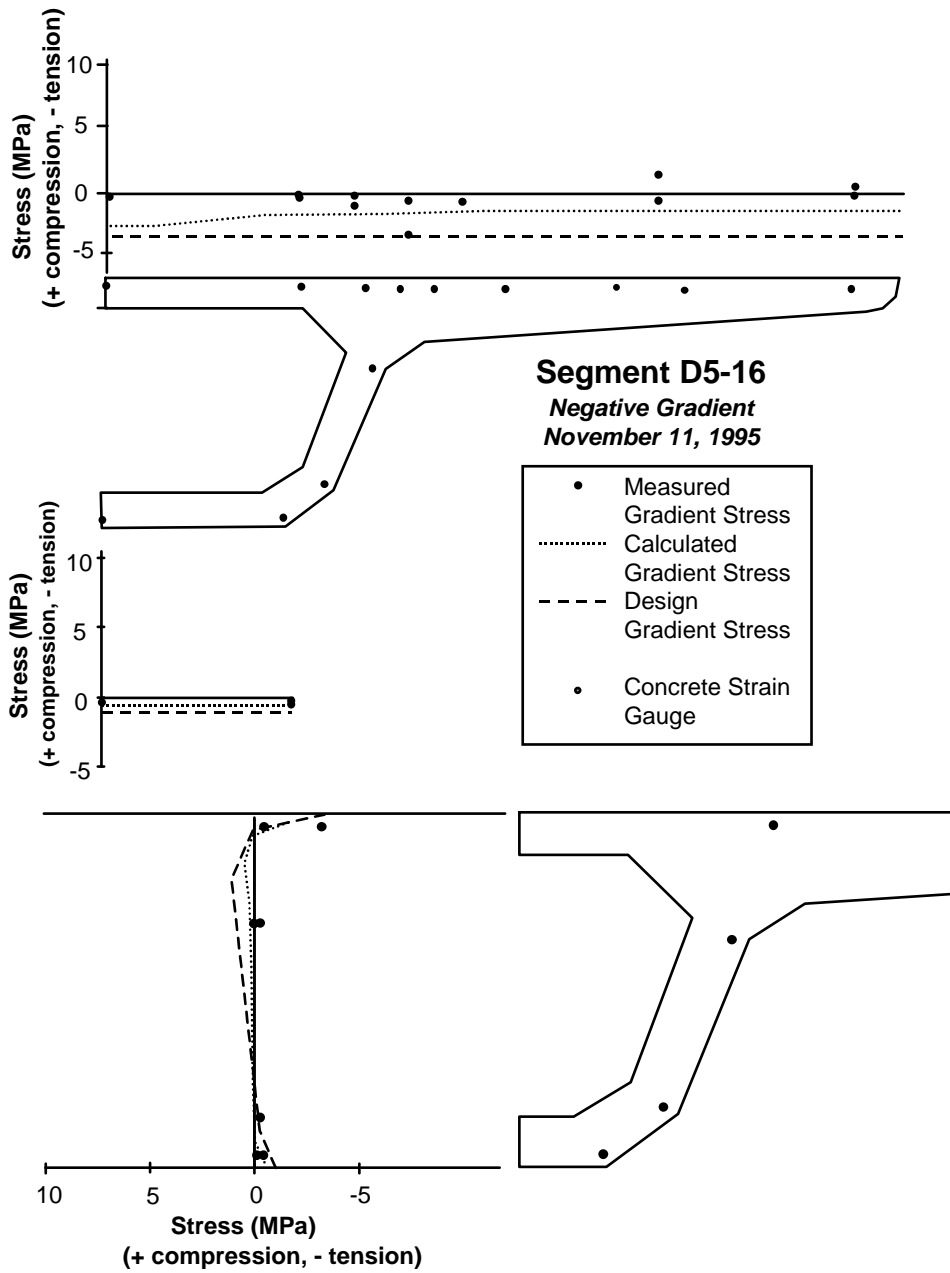 Stress (MPa)
(+ compression, - tension)
10
5
0
-5
Segment D5-16
Negative Gradient
November 11, 1995
Measured
Gradient Stress
Calculated
Gradient Stress
Design
Gradient Stress
Concrete Strain
Gauge
Stress (MPa)
(+ compression, - tension)
10
5
0
-5
10 5 0 -5
Stress (MPa)
(+ compression, - tension)